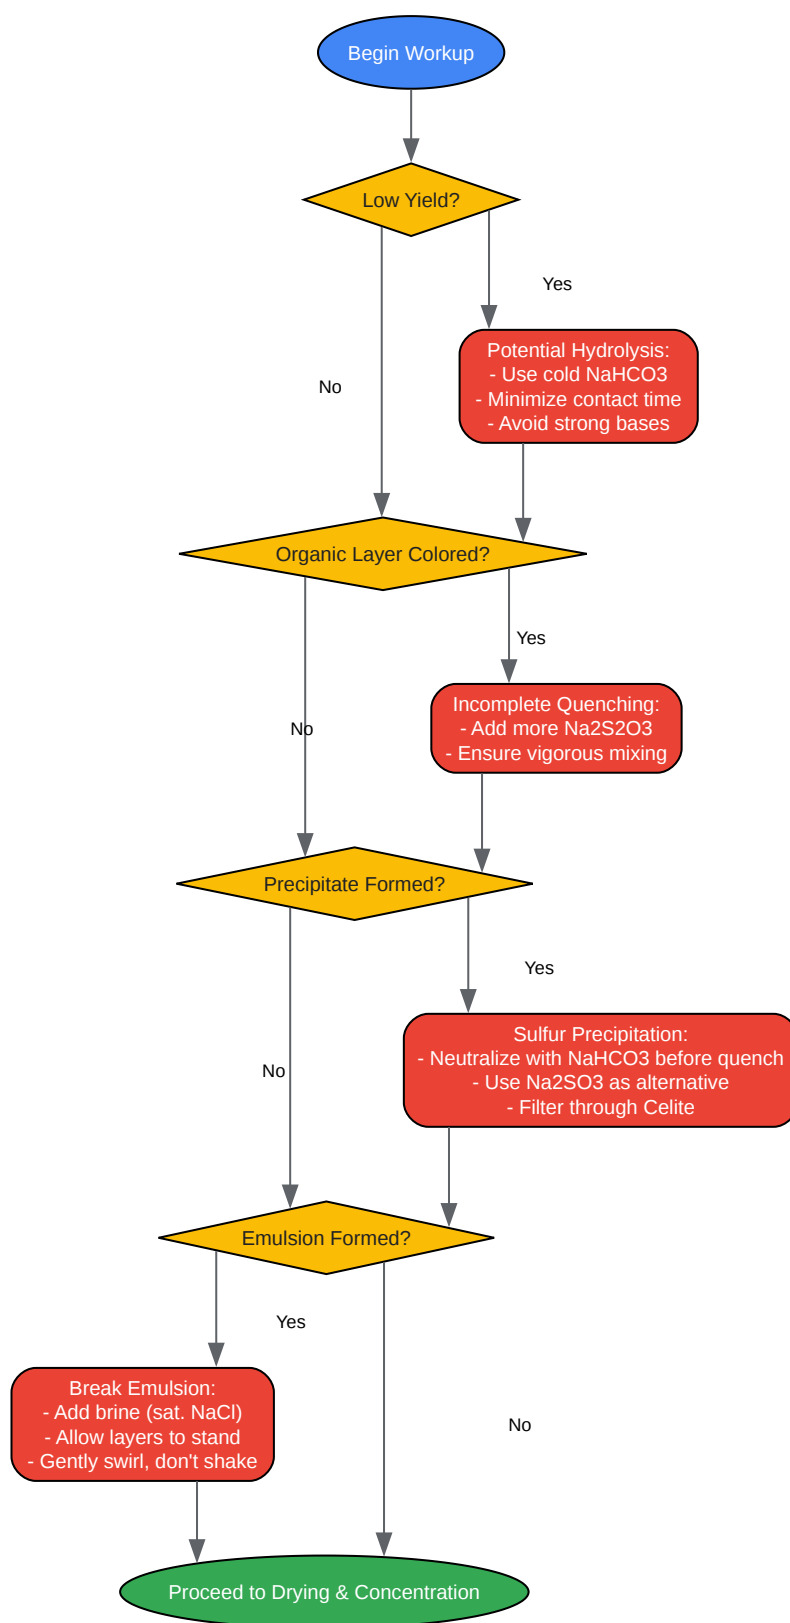 Begin Workup
Low Yield?
Yes
Potential Hydrolysis:
- Use cold NaHCO3
- Minimize contact time
- Avoid strong bases
No
Organic Layer Colored?
Yes
Incomplete Quenching:
- Add more Na2S2O3
- Ensure vigorous mixing
No
Precipitate Formed?
Yes
Sulfur Precipitation:
- Neutralize with NaHCO3 before quench
- Use Na2SO3 as alternative
- Filter through Celite
No
Emulsion Formed?
Yes
Break Emulsion:
- Add brine (sat. NaCl)
- Allow layers to stand
- Gently swirl, don't shake
No
Proceed to Drying & Concentration